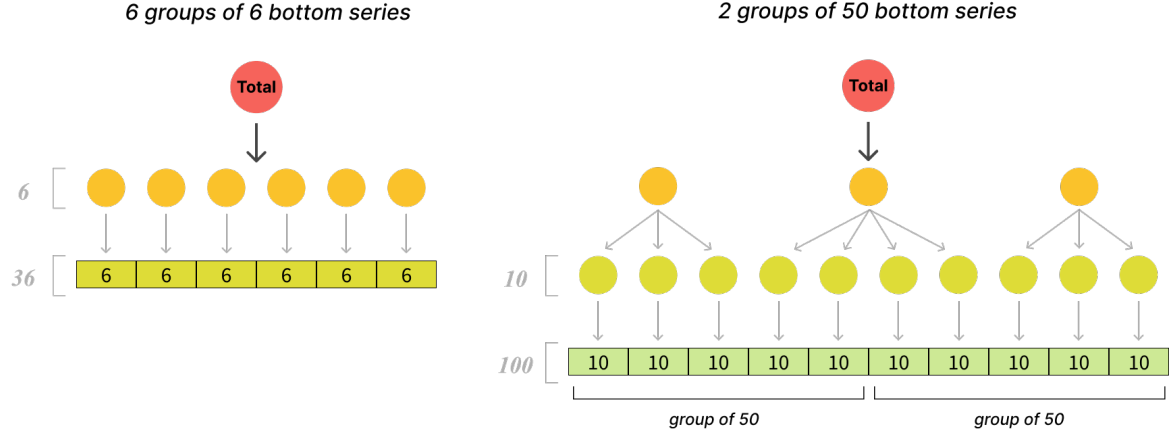 6 groups of 6 bottom series
Total
6
36
6 6 6 6 6 6
2 groups of 50 bottom series
Total
10
100
10 10 10 10 10 10 10 10 10 10
group of 50
group of 50